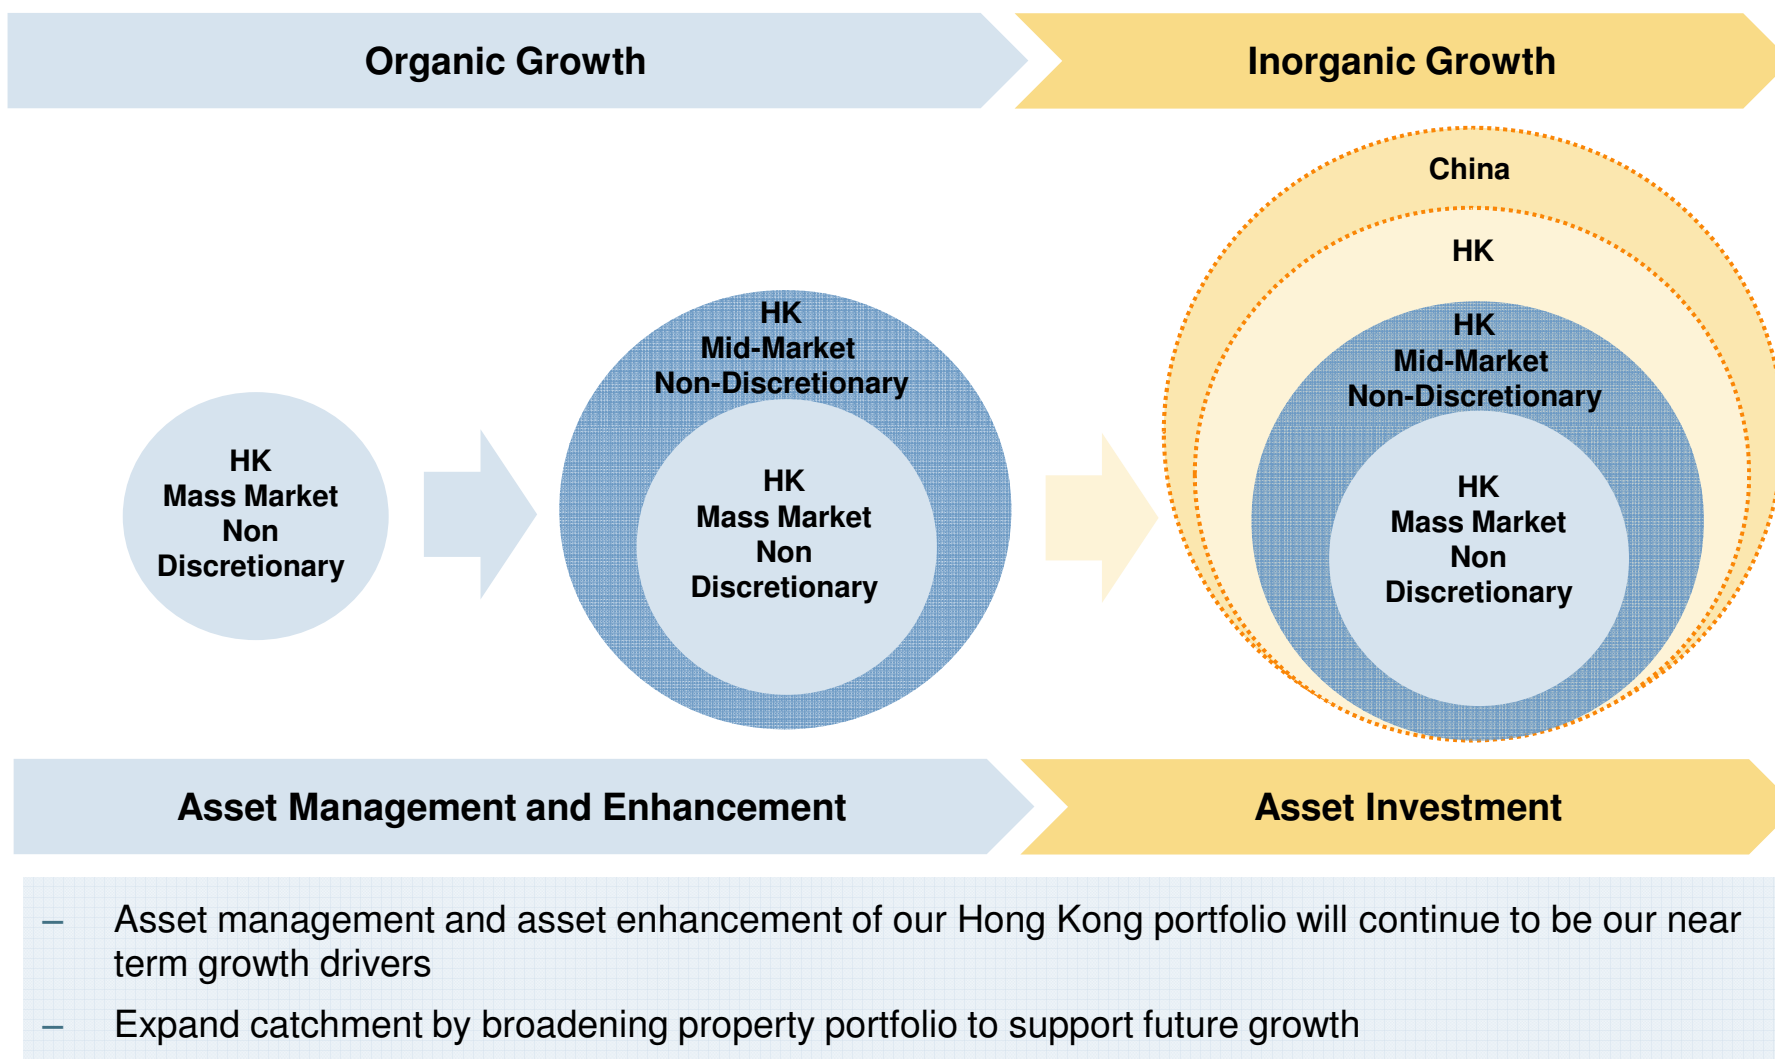 Organic Growth
Inorganic Growth
HK
Mass Market
Non
Discretionary
HK
Mid-Market
Non-Discretionary
HK
Mass Market
Non
Discretionary
China
HK
HK
Mid-Market
Non-Discretionary
HK
Mass Market
Non
Discretionary
Asset Management and Enhancement
Asset Investment
– Asset management and asset enhancement of our Hong Kong portfolio will continue to be our near
term growth drivers
– Expand catchment by broadening property portfolio to support future growth